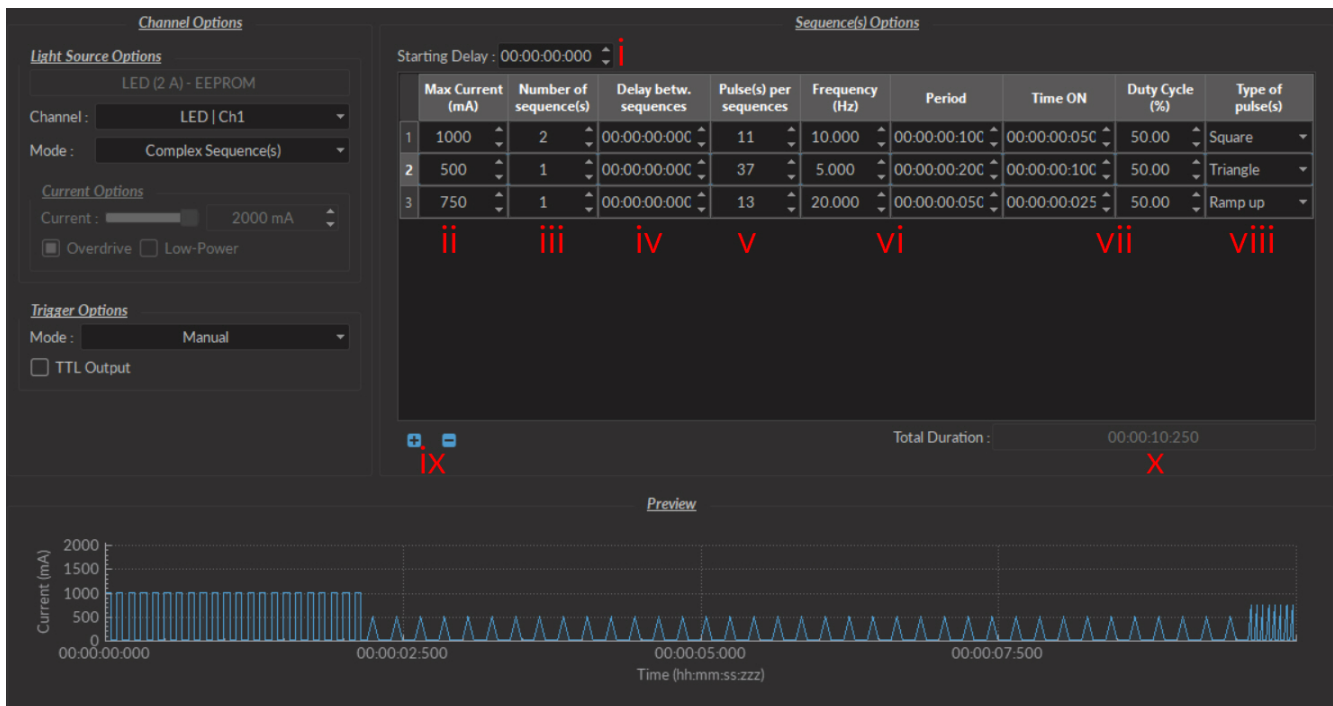 Channel Options
Light Source Options
LED (2 A) - EEPROM
Channel : LED | Ch1
Mode : Complex Sequence(s)
Current Options
Current : 2000 mA
Overdrive Low-Power
Trigger Options
Mode : Manual
TTL Output
Sequence(s) Options
Starting Delay : 00:00:00:000 i
Max Current (mA) Number of sequence(s) Delay betw. sequences Pulse(s) per sequences Frequency (Hz) Period Time ON Duty Cycle (%) Type of pulse(s)
1 1000 2 00:00:00:000 11 10.000 00:00:00:100 00:00:00:050 50.00 Square
2 500 1 00:00:00:000 37 5.000 00:00:00:200 00:00:00:100 50.00 Triangle
3 750 1 00:00:00:000 13 20.000 00:00:00:050 00:00:00:025 50.00 Ramp up
ii iii iv v vi vii viii
ix
Total Duration : 00:00:10:250
x
Preview
Current (mA)
2000
1500
1000
500
0
00:00:00:000 00:00:02:500 00:00:05:000 00:00:07:500
Time (hh:mm:ss:zzz)